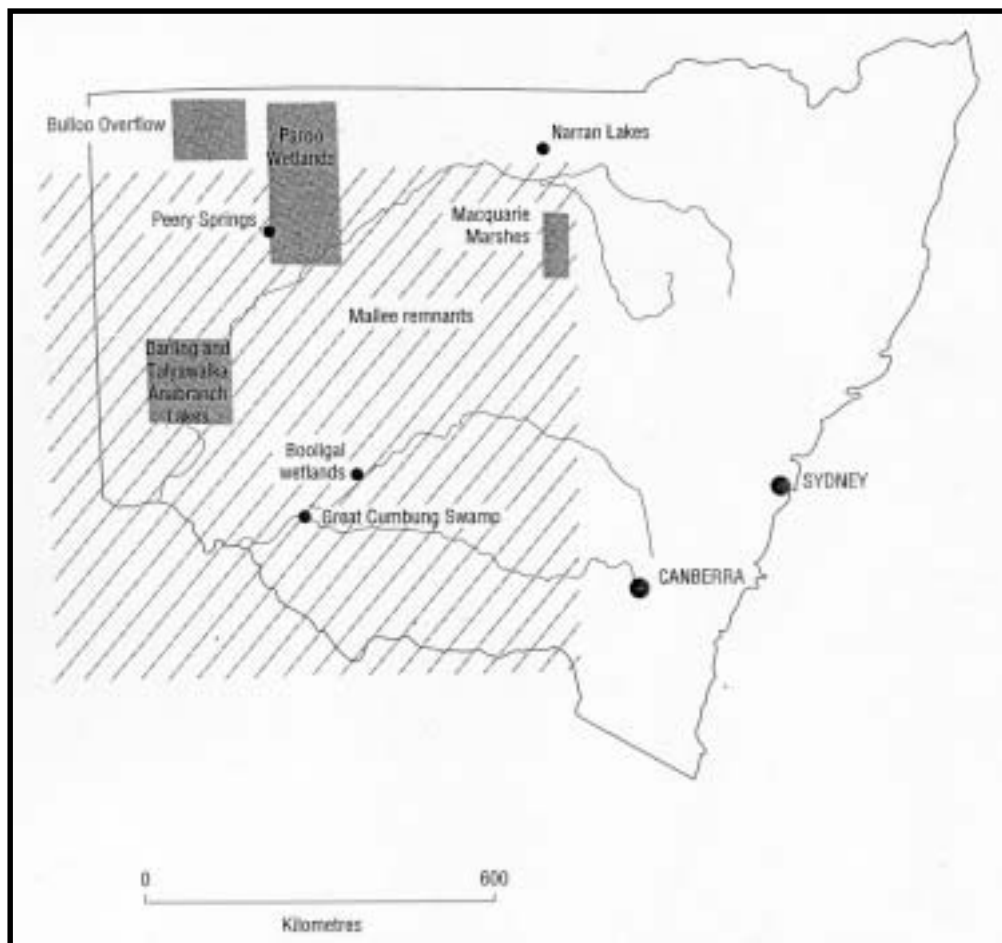 Bulloo Overflow
Paroo
Wetlands
Narran Lakes
Peery Springs
Macquarie
Marshes
Mallee remnants
Darling and
Talyawalka
Anabranch
Lakes
Booligal
wetlands
SYDNEY
Great Cumbung Swamp
CANBERRA
0
600
Kilometres